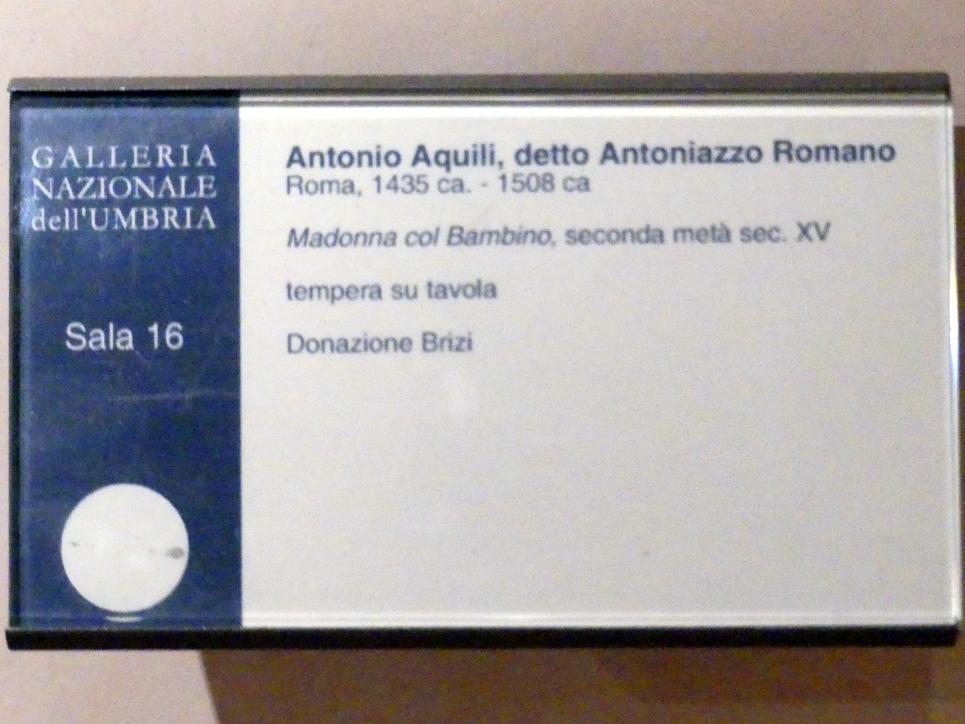 GALLERIA
NAZIONALE
dell'UMBRIA
Sala 16
Antonio Aquili, detto Antoniazzo Romano
Roma, 1435 ca. - 1508 ca
Madonna col Bambino, seconda metà sec. XV
tempera su tavola
Donazione Brizi